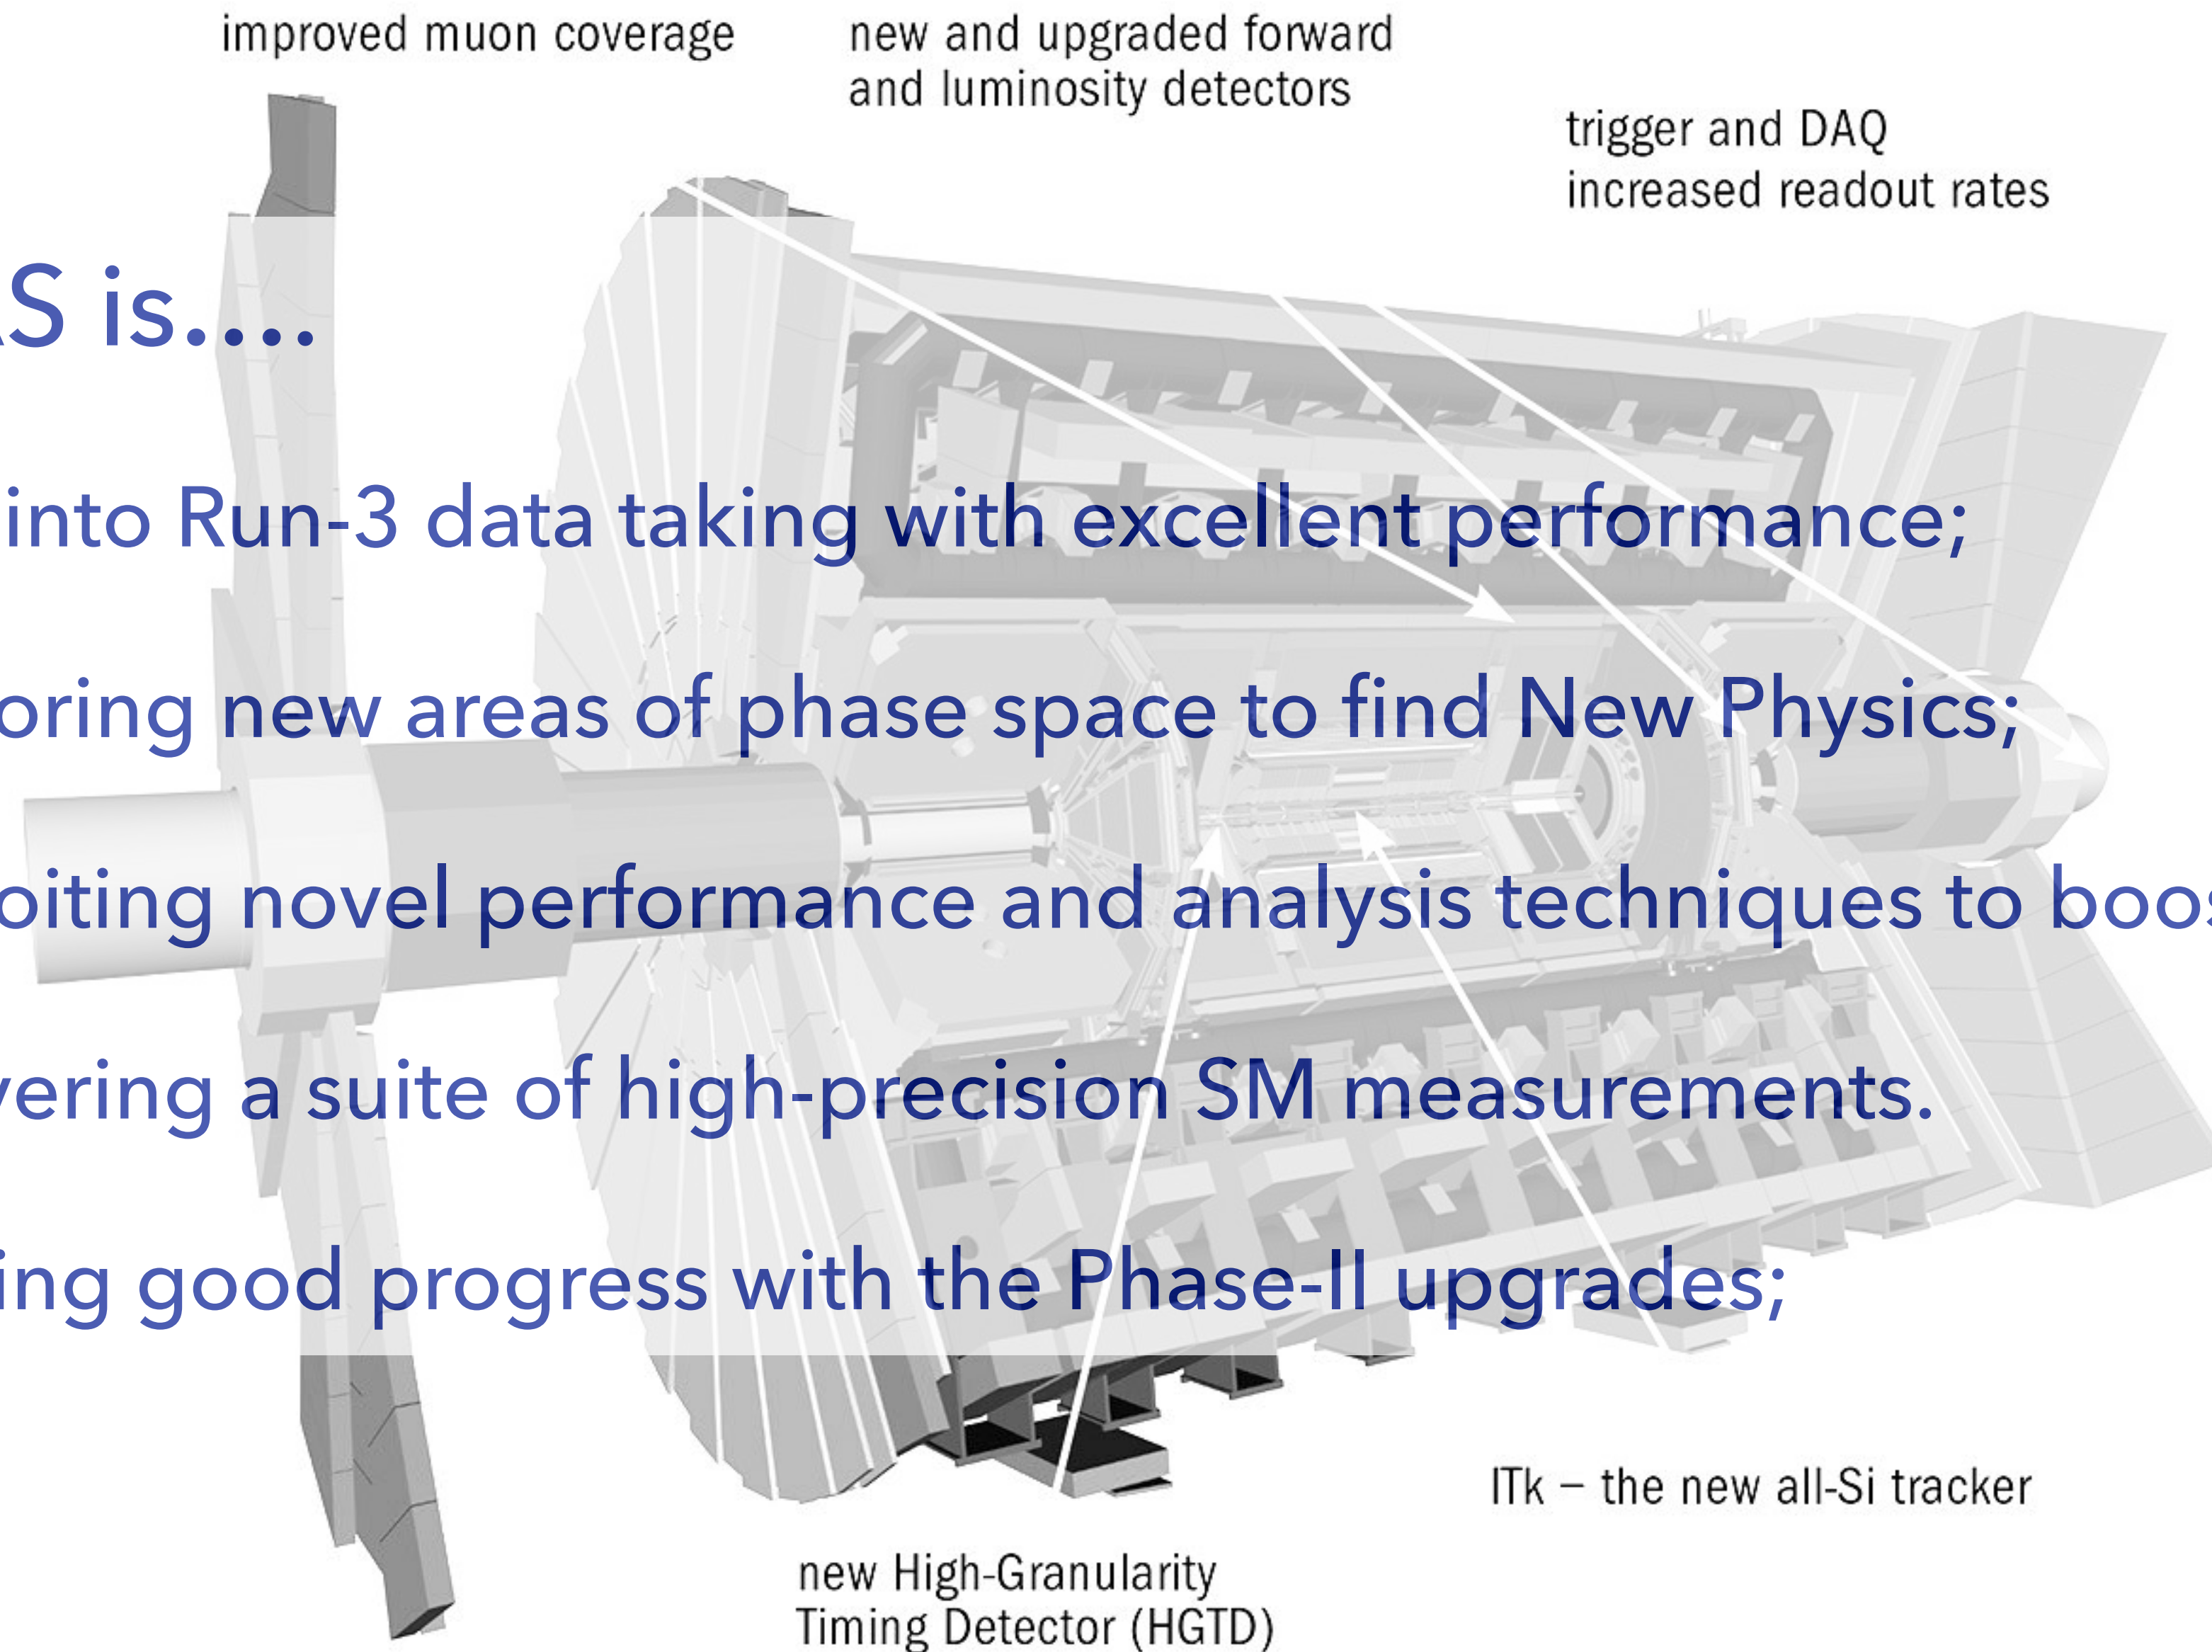 improved muon coverage
new and upgraded forward
and luminosity detectors
trigger and DAQ
increased readout rates
AS is....
into Run-3 data taking with excellent performance;
oring new areas of phase space to find New Physics;
oiting novel performance and analysis techniques to boos
vering a suite of high-precision SM measurements.
ing good progress with the Phase-II upgrades;
ITk – the new all-Si tracker
new High-Granularity
Timing Detector (HGTD)